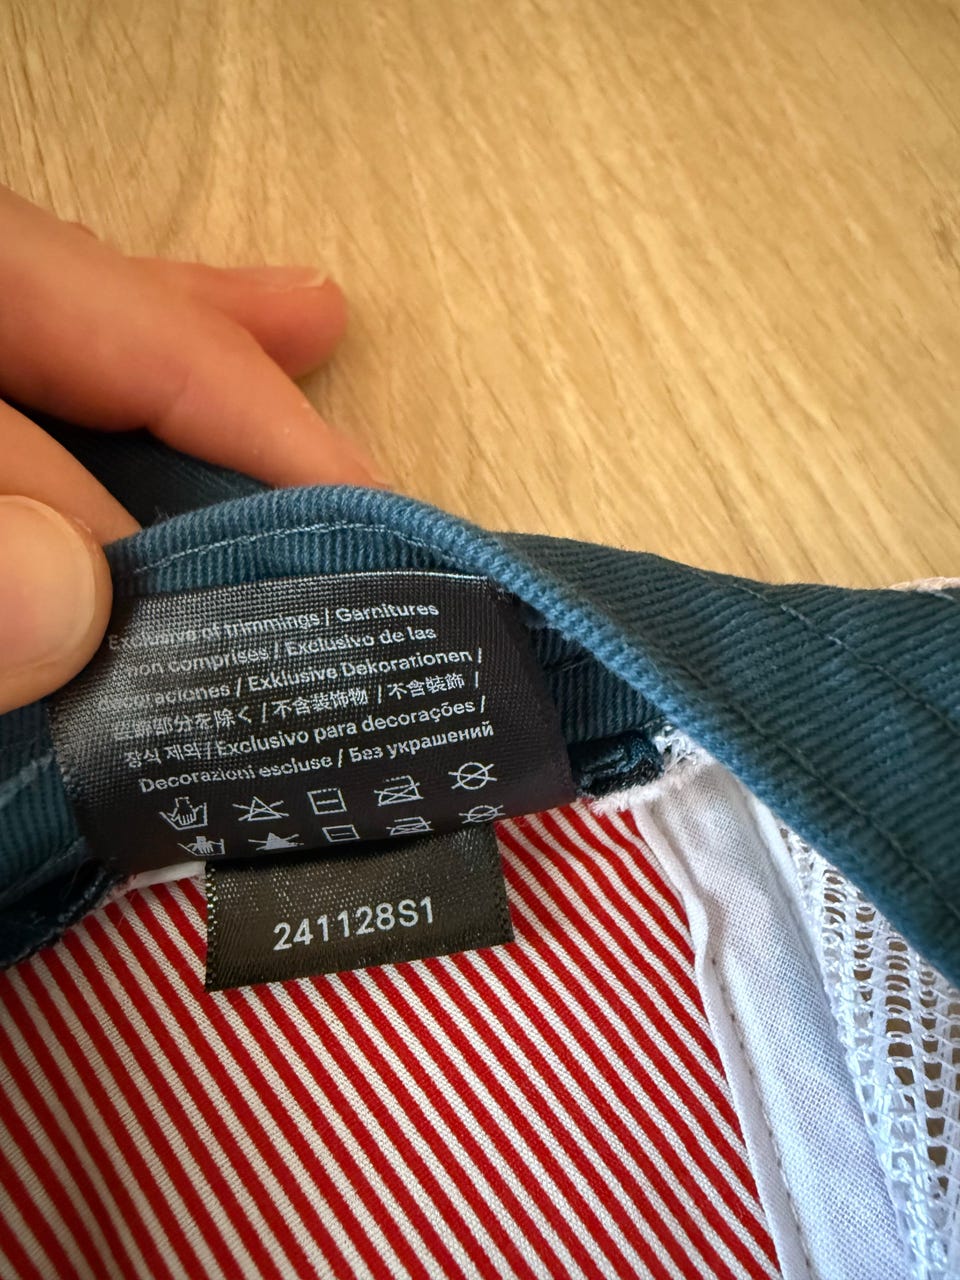 Exclusive of trimmings / Garnitures
non comprises / Exclusivo de las
decoraciones / Exklusive Dekorationen /
装飾部分を除く / 不含装饰物 / 不含裝飾 /
장식 제외 / Exclusivo para decorações /
Decorazioni escluse / Без украшений
241128S1